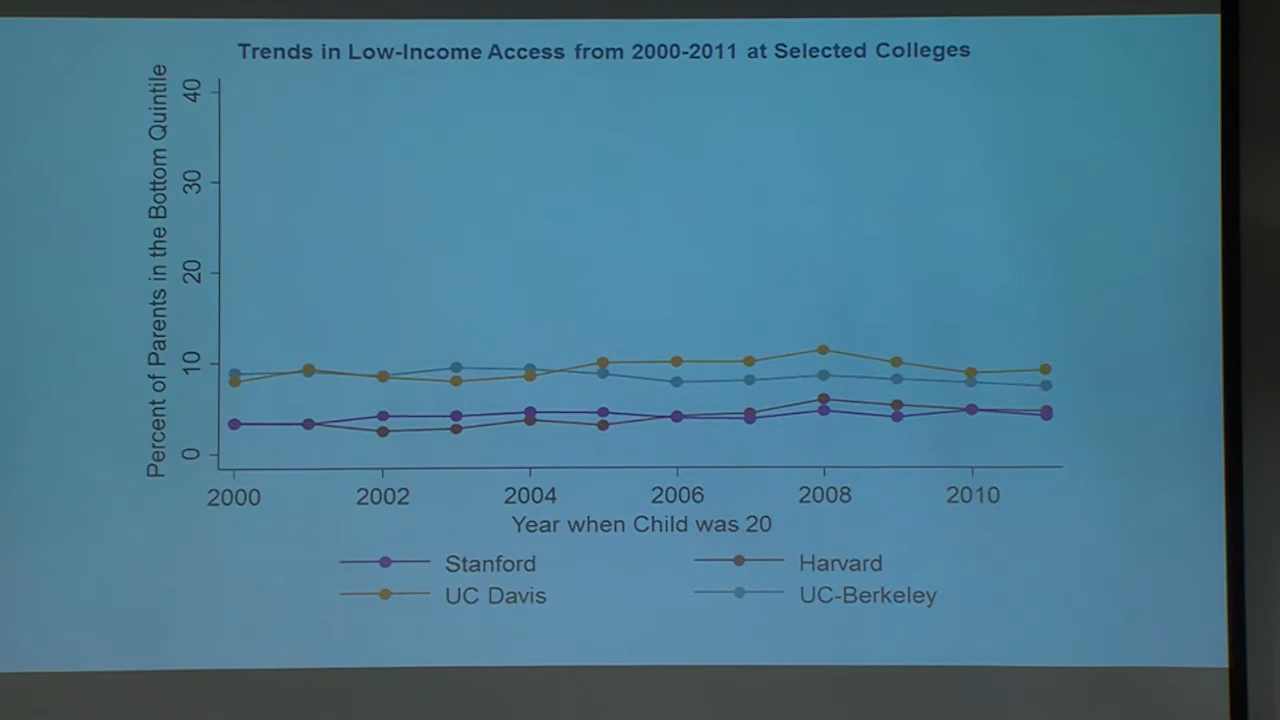 Trends in Low-Income Access from 2000-2011 at Selected Colleges
Percent of Parents in the Bottom Quintile
40
30
20
10
0
2000 2002 2004 2006 2008 2010
Year when Child was 20
Stanford Harvard
UC Davis UC-Berkeley